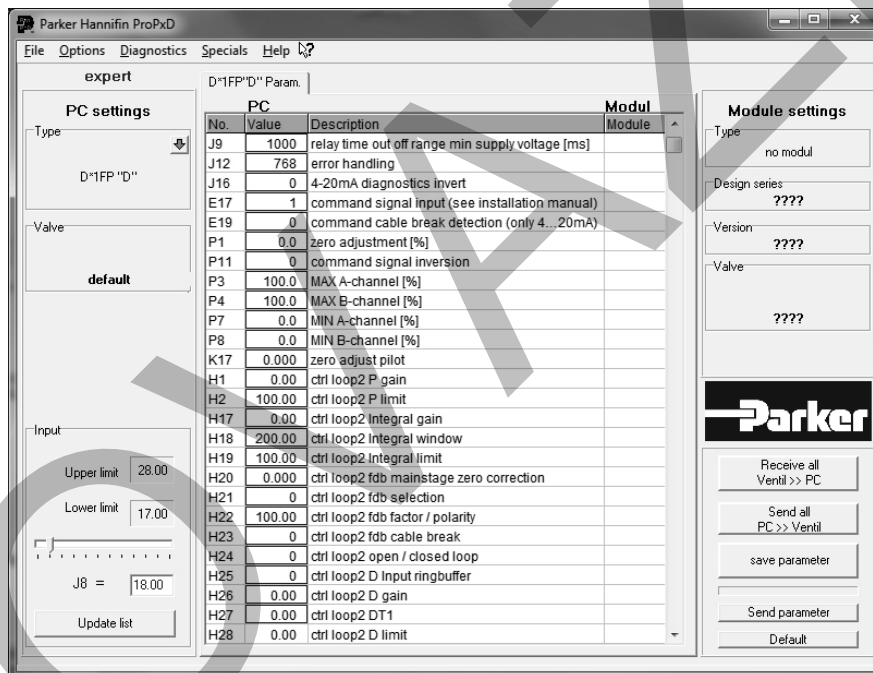 Parker Hannifin ProPxD
File Options Diagnostics Specials Help
expert
PC settings
Type
D*1FP "D"
Valve
default
Input
Upper limit 28.00
Lower limit 17.00
J8 = 18.00
Update list
D*1FP"D" Param.
PC Modul
No. Value Description Module
J9 1000 relay time out off range min supply voltage [ms]
J12 768 error handling
J16 0 4-20mA diagnostics invert
E17 1 command signal input (see installation manual)
E19 0 command cable break detection (only 4...20mA)
P1 0.0 zero adjustment [%]
P11 0 command signal inversion
P3 100.0 MAX A-channel [%]
P4 100.0 MAX B-channel [%]
P7 0.0 MIN A-channel [%]
P8 0.0 MIN B-channel [%]
K17 0.000 zero adjust pilot
H1 0.00 ctrl loop2 P gain
H2 100.00 ctrl loop2 P limit
H17 0.00 ctrl loop2 Integral gain
H18 200.00 ctrl loop2 Integral window
H19 100.00 ctrl loop2 Integral limit
H20 0.000 ctrl loop2 fdb mainstage zero correction
H21 0 ctrl loop2 fdb selection
H22 100.00 ctrl loop2 fdb factor / polarity
H23 0 ctrl loop2 fdb cable break
H24 0 ctrl loop2 open / closed loop
H25 0 ctrl loop2 D Input ringbuffer
H26 0.00 ctrl loop2 D gain
H27 0.00 ctrl loop2 DT1
H28 0.00 ctrl loop2 D limit
Module settings
Type
no modul
Design series
????
Version
????
Valve
????
Parker
Receive all
Ventil >> PC
Send all
PC >> Ventil
save parameter
Send parameter
Default